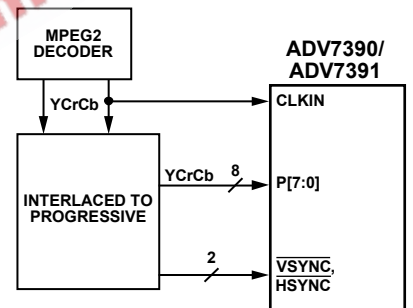 MPEG2
DECODER
ADV7390/
ADV7391
YCrCb
CLKIN
INTERLACED TO
PROGRESSIVE
YCrCb
8
P[7:0]
2
VSYNC,
HSYNC